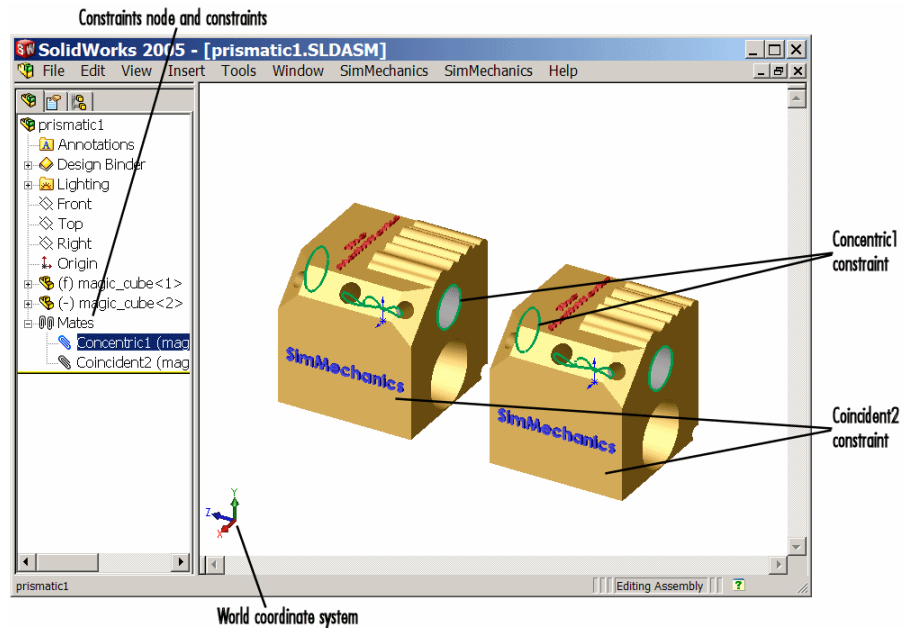 Constraints node and constraints
SolidWorks 2005 - [prismatic1.SLDASM]
File Edit View Insert Tools Window SimMechanics SimMechanics Help
prismatic1
Annotations
Design Binder
Lighting
Front
Top
Right
Origin
(f) magic_cube<1>
(-) magic_cube<2>
Mates
Concentric1 (mag
Coincident2 (mag
SimMechanics
SimMechanics
Concentric1
constraint
Coincident2
constraint
Y
Z
X
prismatic1
Editing Assembly
?
World coordinate system